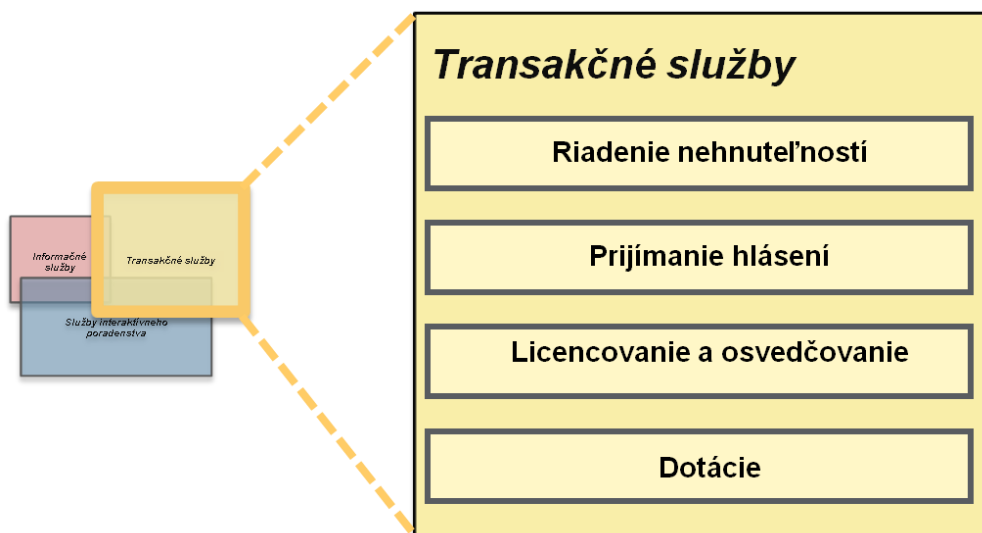 Transakčné služby
Riadenie nehnuteľností
Prijímanie hlásení
Licencovanie a osvedčovanie
Dotácie
Informačné
služby
Transakčné služby
Služby interaktívneho
poradenstva